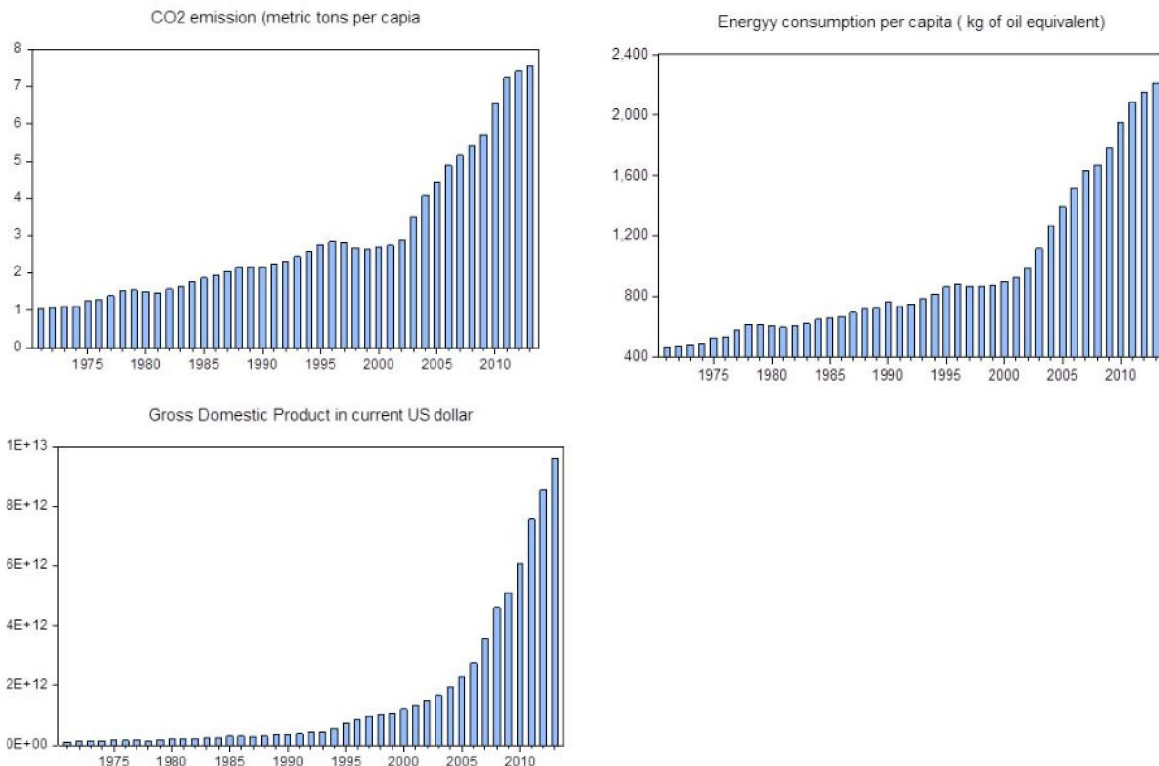 CO2 emission (metric tons per capia
8
7
6
5
4
3
2
1
0
1975 1980 1985 1990 1995 2000 2005 2010
Energyy consumption per capita ( kg of oil equivalent)
2,400
2,000
1,600
1,200
800
400
1975 1980 1985 1990 1995 2000 2005 2010
Gross Domestic Product in current US dollar
1E+13
8E+12
6E+12
4E+12
2E+12
0E+00
1975 1980 1985 1990 1995 2000 2005 2010